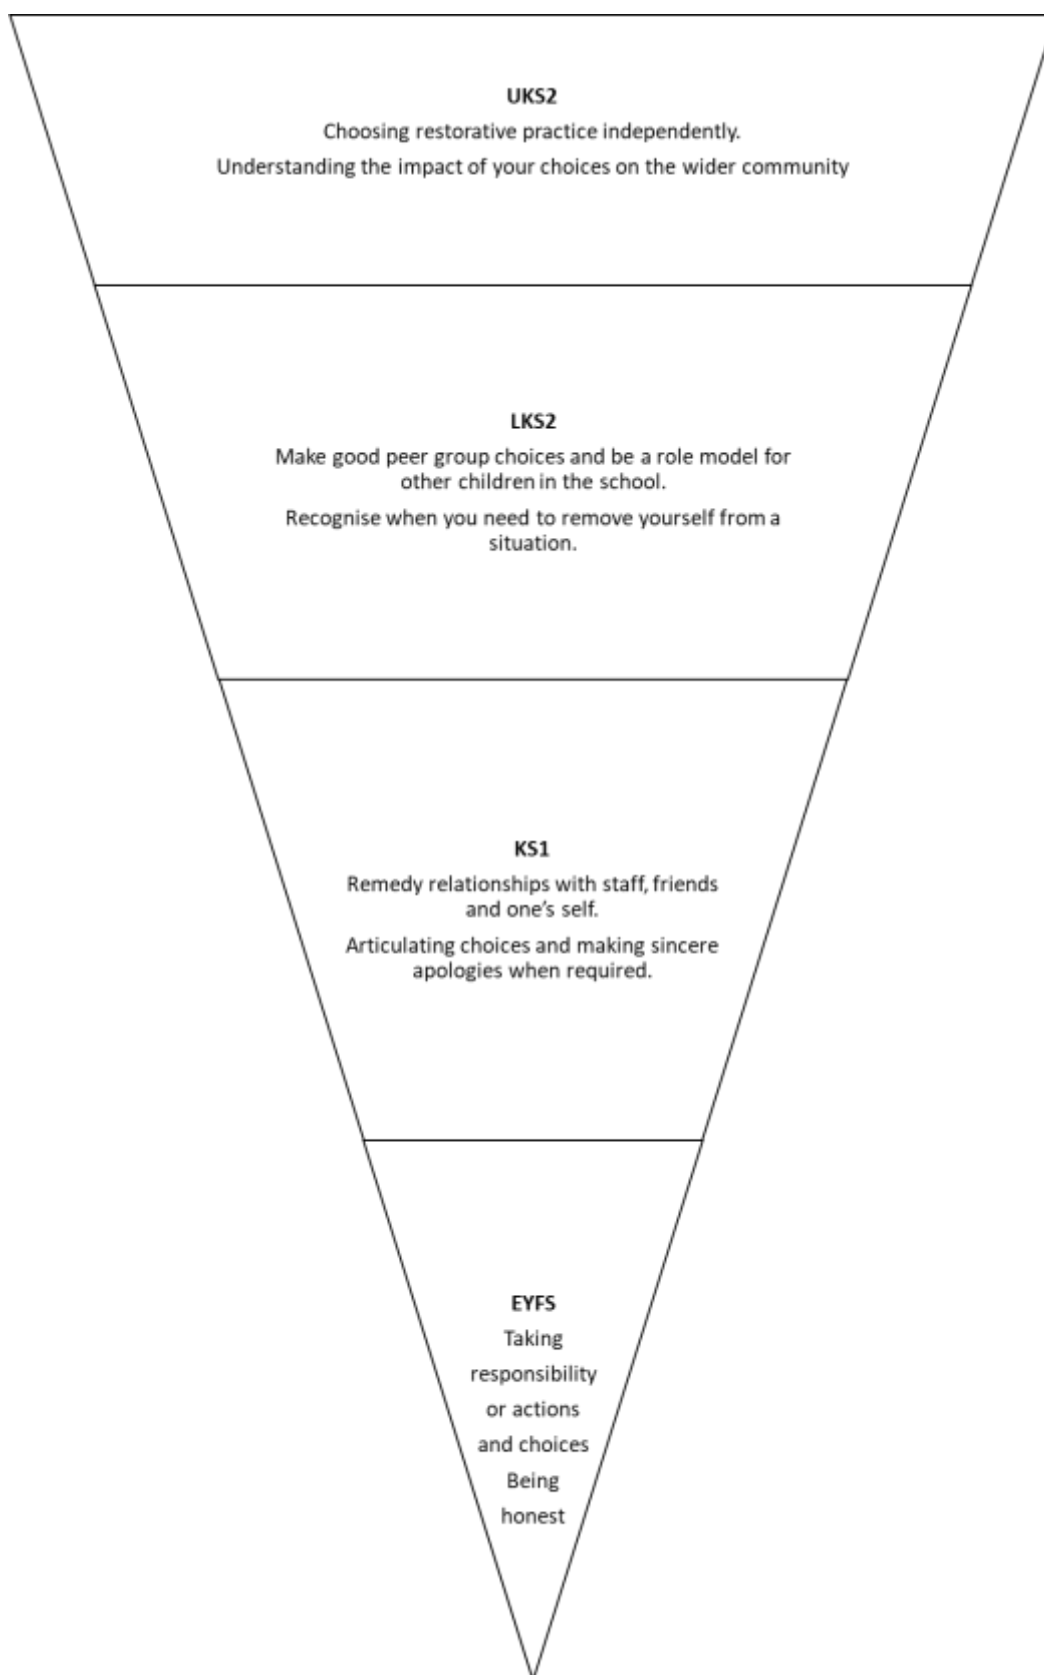 UKS2
Choosing restorative practice independently.
Understanding the impact of your choices on the wider community
LKS2
Make good peer group choices and be a role model for
other children in the school.
Recognise when you need to remove yourself from a
situation.
KS1
Remedy relationships with staff, friends
and one's self.
Articulating choices and making sincere
apologies when required.
EYFS
Taking
responsibility
or actions
and choices
Being
honest